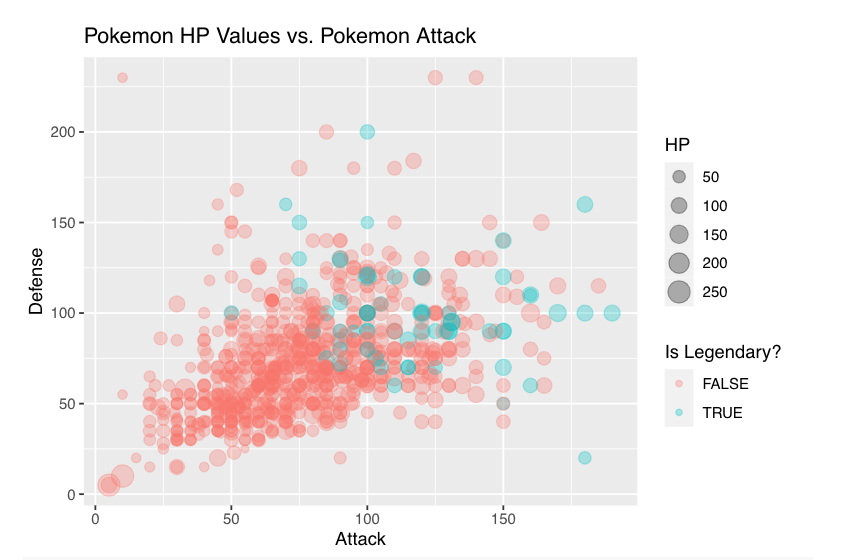 Pokemon HP Values vs. Pokemon Attack
200
150
100
50
0
Defense
0 50 100 150
Attack
HP
50
100
150
200
250
Is Legendary?
FALSE
TRUE